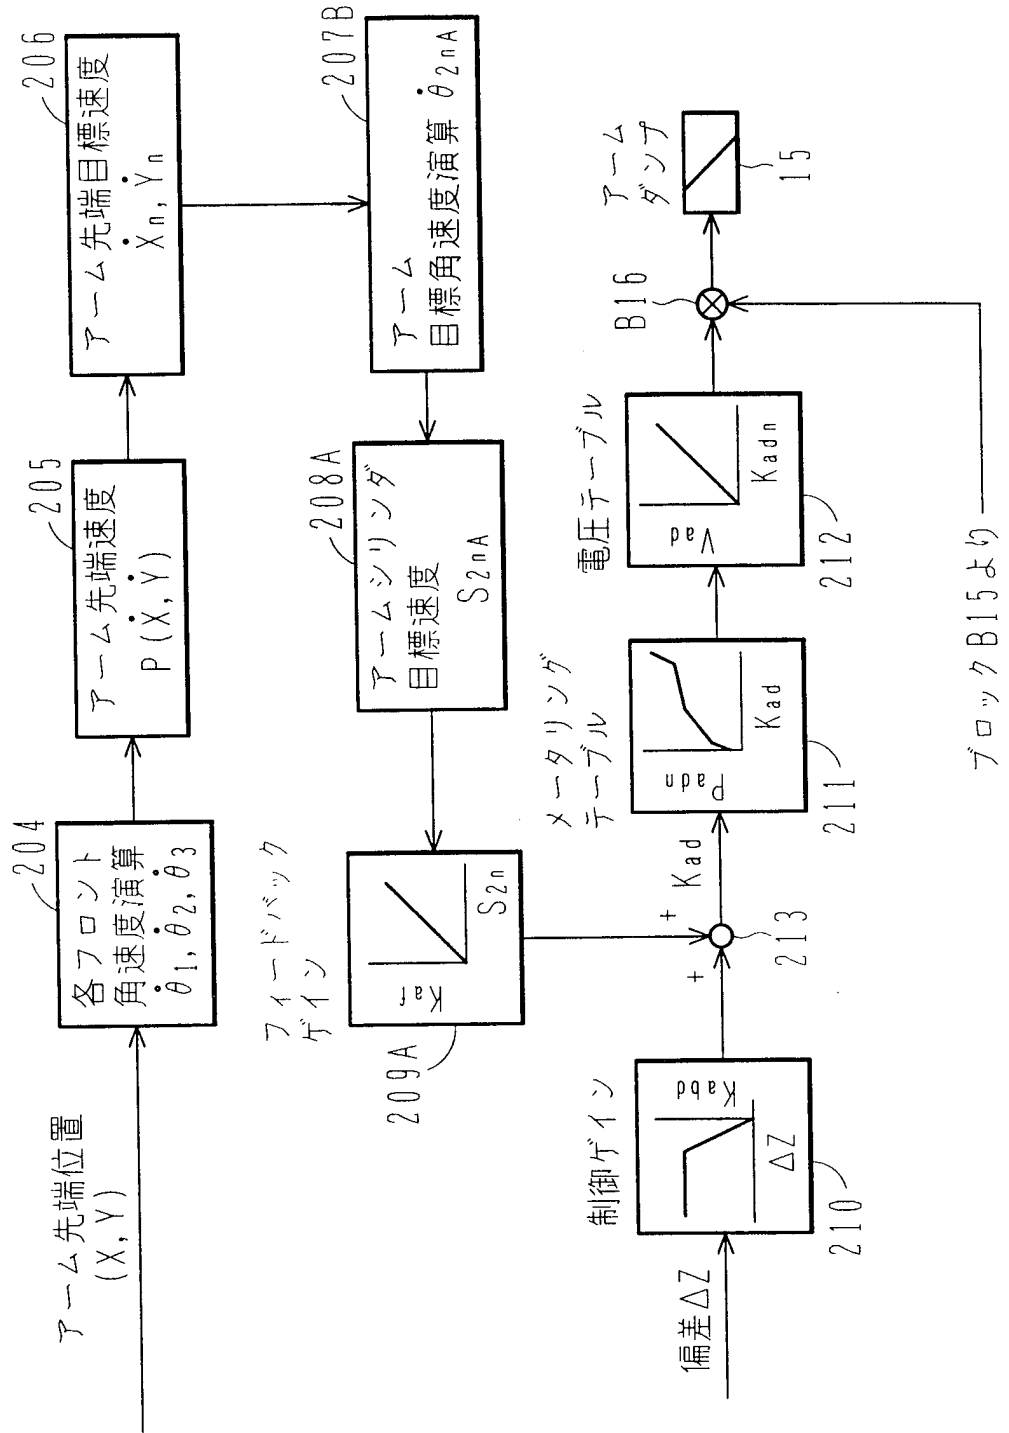 アーム先端位置
(X,Y)
204
各フロント
角速度演算
θ̇1,θ̇2,θ̇3
205
アーム先端速度
P(Ẋ,Ẏ)
206
アーム先端目標速度
Ẋn,Ẏn
207B
アーム
目標角速度演算 θ̇2nA
208A
アームシリンダ
目標速度
S2nA
フィードバック
ゲイン
Kaf
S2n
209A
偏差ΔZ
制御ゲイン
Kabd
ΔZ
210
+
+
213
Kad
メータリング
テーブル
Padn
Kad
211
電圧テーブル
Vad
Kadn
212
B16
アーム
ダンプ
15
ブロックB15より